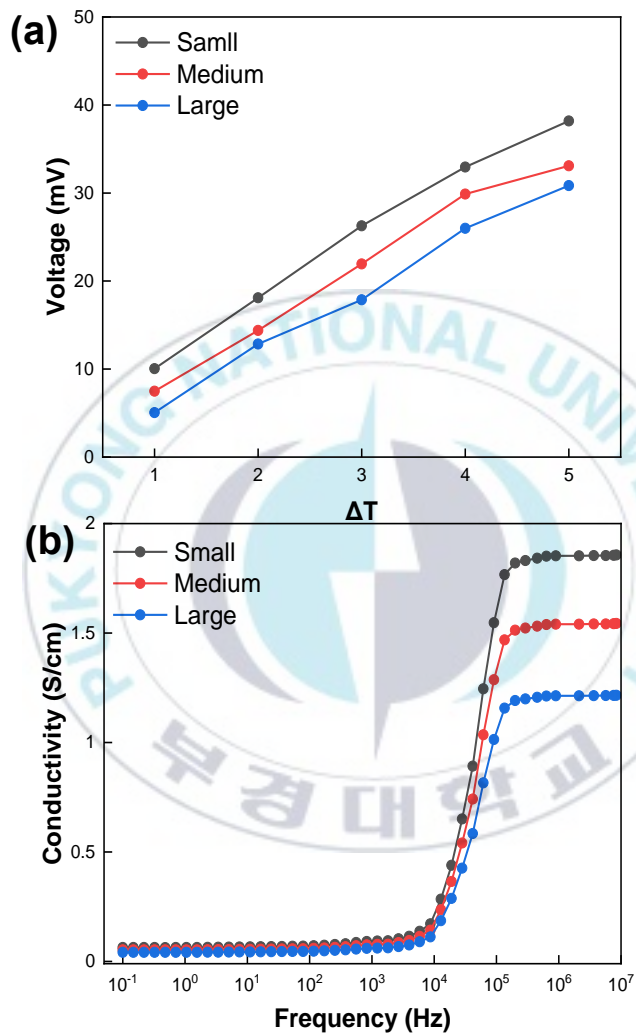 (a)
Samll
Medium
Large
50
40
30
20
10
0
Voltage (mV)
1 2 3 4 5
ΔT
PUKYONG NATIONAL UNIV
(b)
Small
Medium
Large
2
1.5
1
0.5
0
Conductivity (S/cm)
10⁻¹ 10⁰ 10¹ 10² 10³ 10⁴ 10⁵ 10⁶ 10⁷
Frequency (Hz)
부경대학교